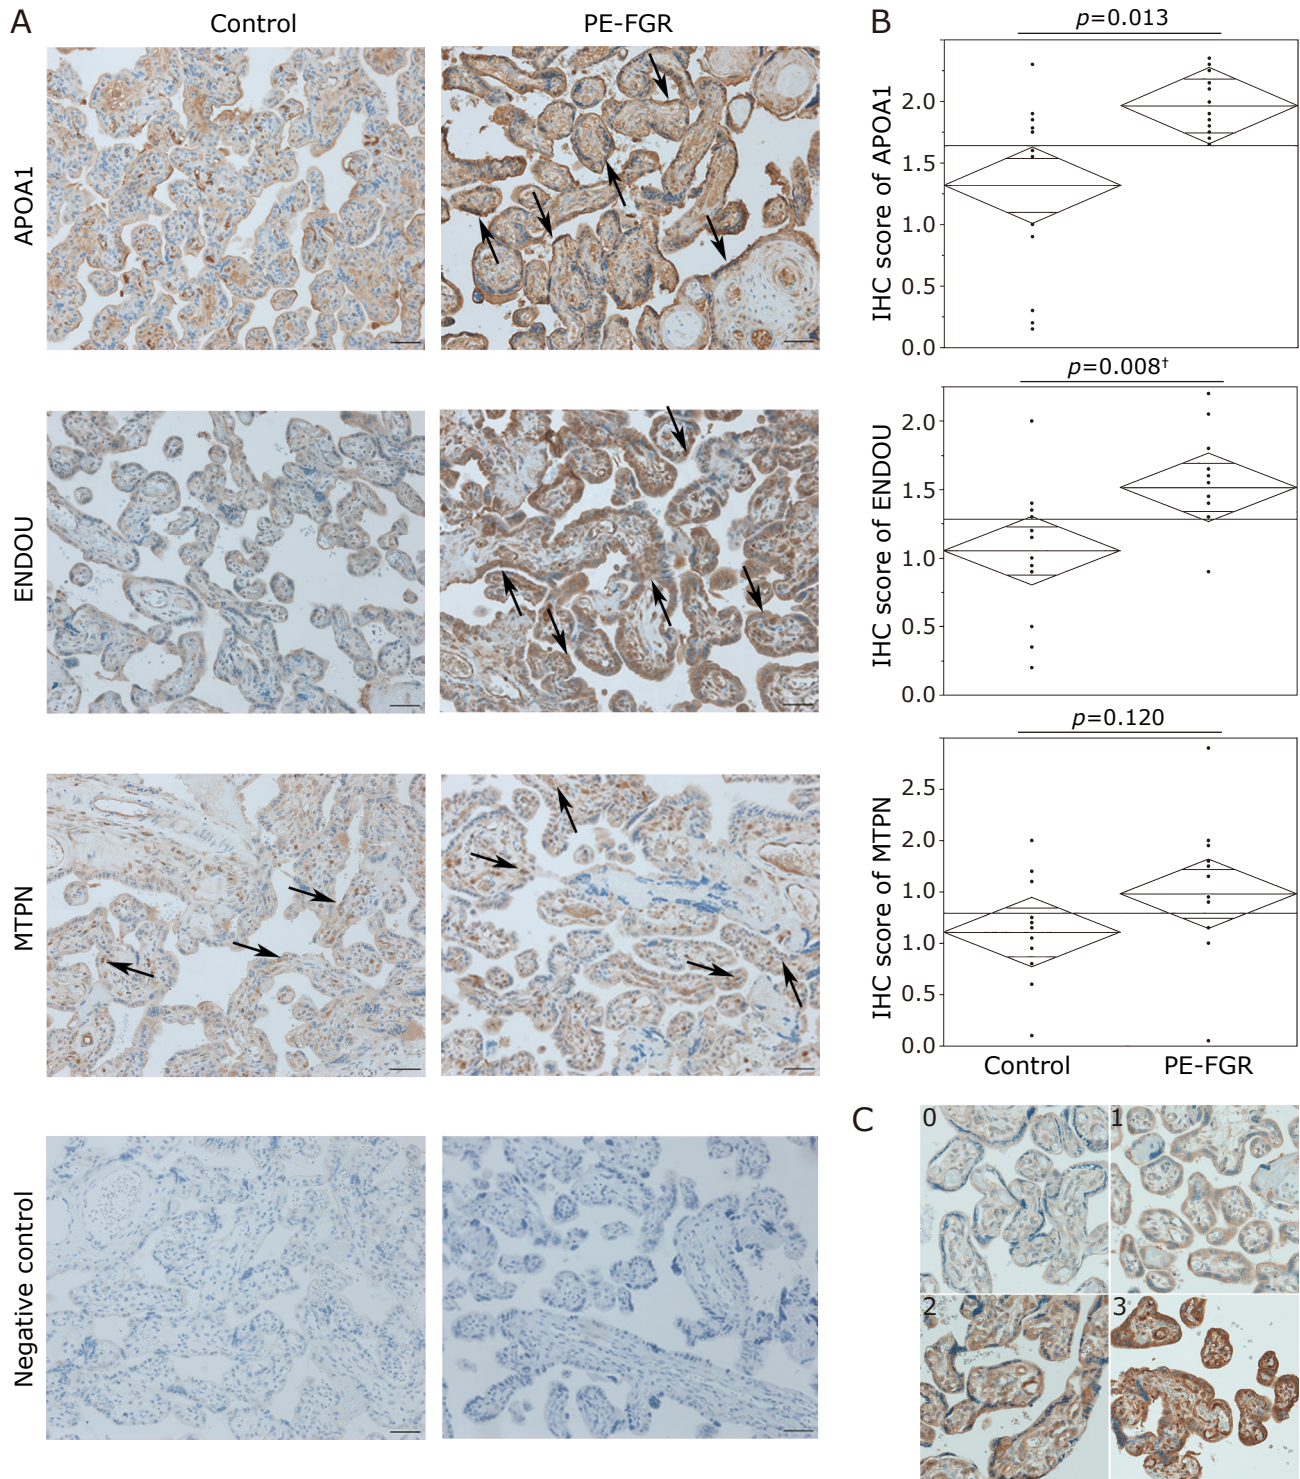 A
Control
PE-FGR
APOA1
ENDOU
MTPN
Negative control
B
p=0.013
IHC score of APOA1
2.0
1.5
1.0
0.5
0.0
p=0.008†
IHC score of ENDOU
2.0
1.5
1.0
0.5
0.0
p=0.120
IHC score of MTPN
2.5
2.0
1.0
1.0
0.5
0.0
Control
PE-FGR
C
0
1
2
3